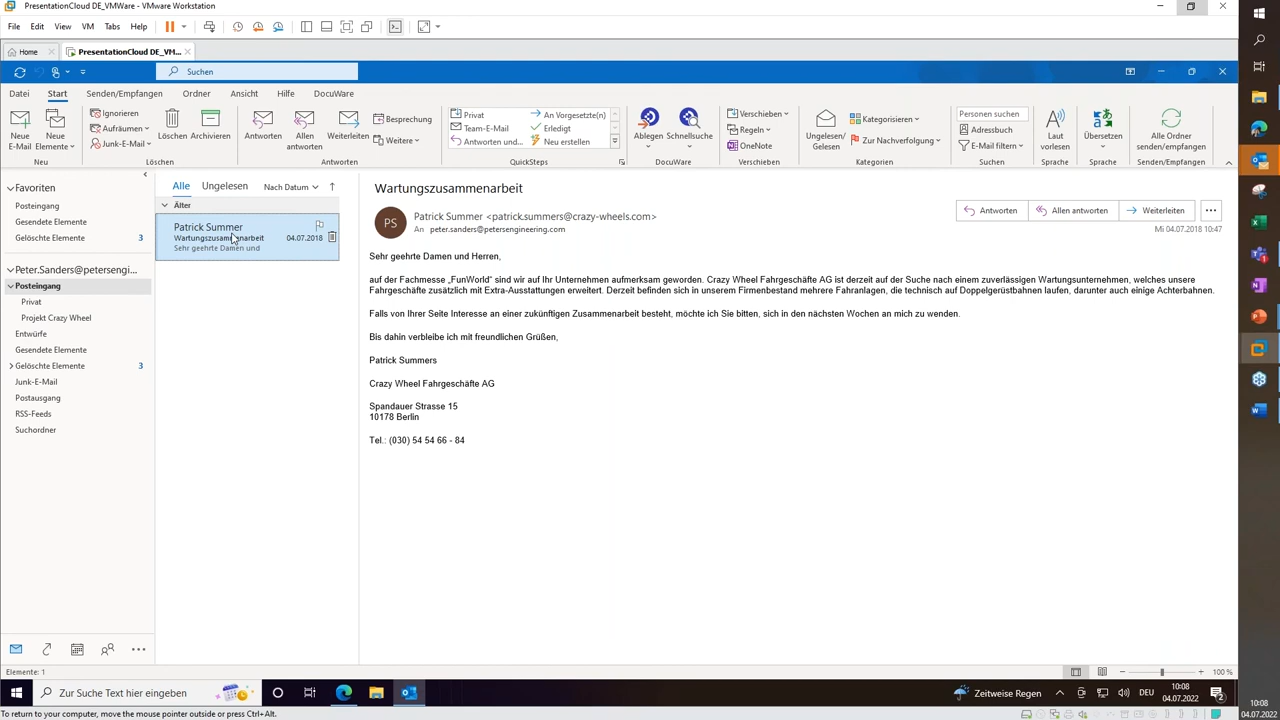 PresentationCloud DE_VMWare - VMware Workstation
File Edit View VM Tabs Help
Home PresentationCloud DE_VM...
Suchen
Datei Start Senden/Empfangen Ordner Ansicht Hilfe DocuWare
Neue E-Mail
Neue Elemente
Neu
Ignorieren
Aufräumen
Junk-E-Mail
Löschen
Archivieren
Löschen
Antworten
Allen antworten
Weiterleiten
Besprechung
Weitere
Antworten
Privat
Team-E-Mail
Antworten und...
An Vorgesetzte(n)
Erledigt
Neu erstellen
QuickSteps
Ablegen
Schnellsuche
DocuWare
Verschieben
Regeln
OneNote
Verschieben
Ungelesen/
Gelesen
Kategorisieren
Zur Nachverfolgung
Kategorien
Personen suchen
Adressbuch
E-Mail filtern
Suchen
Laut
vorlesen
Sprache
Übersetzen
Sprache
Alle Ordner
senden/empfangen
Senden/Empfangen
Favoriten
Posteingang
Gesendete Elemente
Gelöschte Elemente 3
Peter.Sanders@petersengi...
Posteingang
Privat
Projekt Crazy Wheel
Entwürfe
Gesendete Elemente
Gelöschte Elemente 3
Junk-E-Mail
Postausgang
RSS-Feeds
Suchordner
Alle Ungelesen Nach Datum
Älter
Patrick Summer
Wartungszusammenarbeit 04.07.2018
Sehr geehrte Damen und
Wartungszusammenarbeit
PS
Patrick Summer <patrick.summers@crazy-wheels.com>
An peter.sanders@petersengineering.com
Antworten Allen antworten Weiterleiten
Mi 04.07.2018 10:47
Sehr geehrte Damen und Herren,
auf der Fachmesse „FunWorld“ sind wir auf Ihr Unternehmen aufmerksam geworden. Crazy Wheel Fahrgeschäfte AG ist derzeit auf der Suche nach einem zuverlässigen Wartungsunternehmen, welches unsere
Fahrgeschäfte zusätzlich mit Extra-Ausstattungen erweitert. Derzeit befinden sich in unserem Firmenbestand mehrere Fahranlagen, die technisch auf Doppelgerüstbahnen laufen, darunter auch einige Achterbahnen.
Falls von Ihrer Seite Interesse an einer zukünftigen Zusammenarbeit besteht, möchte ich Sie bitten, sich in den nächsten Wochen an mich zu wenden.
Bis dahin verbleibe ich mit freundlichen Grüßen,
Patrick Summers
Crazy Wheel Fahrgeschäfte AG
Spandauer Strasse 15
10178 Berlin
Tel.: (030) 54 54 66 - 84
Elemente: 1
100 %
Zur Suche Text hier eingeben
Zeitweise Regen
DEU
10:08
04.07.2022
2
To return to your computer, move the mouse pointer outside or press Ctrl+Alt.
10:08
04.07.2022